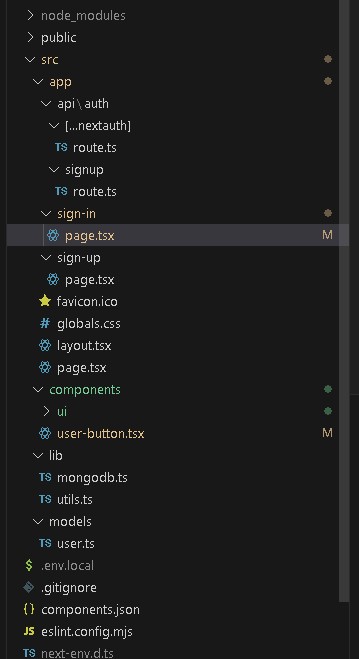 node_modules
public
src
app
api\auth
[...nextauth]
TS route.ts
signup
TS route.ts
sign-in
page.tsx M
sign-up
page.tsx
favicon.ico
# globals.css
layout.tsx
page.tsx
components
ui
user-button.tsx M
lib
TS mongodb.ts
TS utils.ts
models
TS user.ts
$ .env.local
.gitignore
{} components.json
JS eslint.config.mjs
TS next-env.d.ts